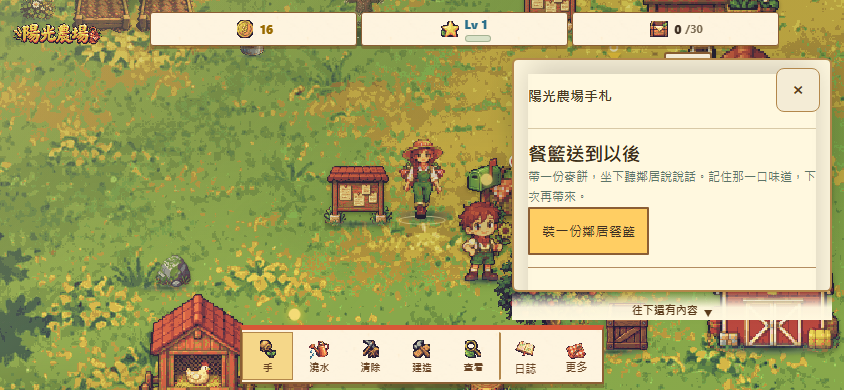 陽光農場
16
Lv 1
0 /30
陽光農場手札
×
餐籃送到以後
帶一份麥餅，坐下聽鄰居說說話。記住那一口味道，下
次再帶來。
裝一份鄰居餐籃
往下還有內容 ▼
手
澆水
清除
建造
查看
日誌
更多